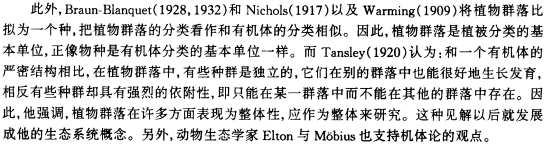 此外,Braun-Blanquet(1928,1932)和 Nichols(1917)以及 Warming(1909)将植物群落比
拟为一个种,把植物群落的分类看作和有机体的分类相似。因此,植物群落是植被分类的基
本单位,正像物种是有机体分类的基本单位一样。而 Tansley(1920)认为:和一个有机体的
严密结构相比,在植物群落中,有些种群是独立的,它们在别的群落中也能很好地生长发育,
相反有些种群却具有强烈的依附性,即只能在某一群落中而不能在其他的群落中存在。因
此,他强调,植物群落在许多方面表现为整体性,应作为整体来研究。这种见解以后就发展
成他的生态系统概念。另外,动物生态学家 Elton 与 Möbius 也支持机体论的观点。